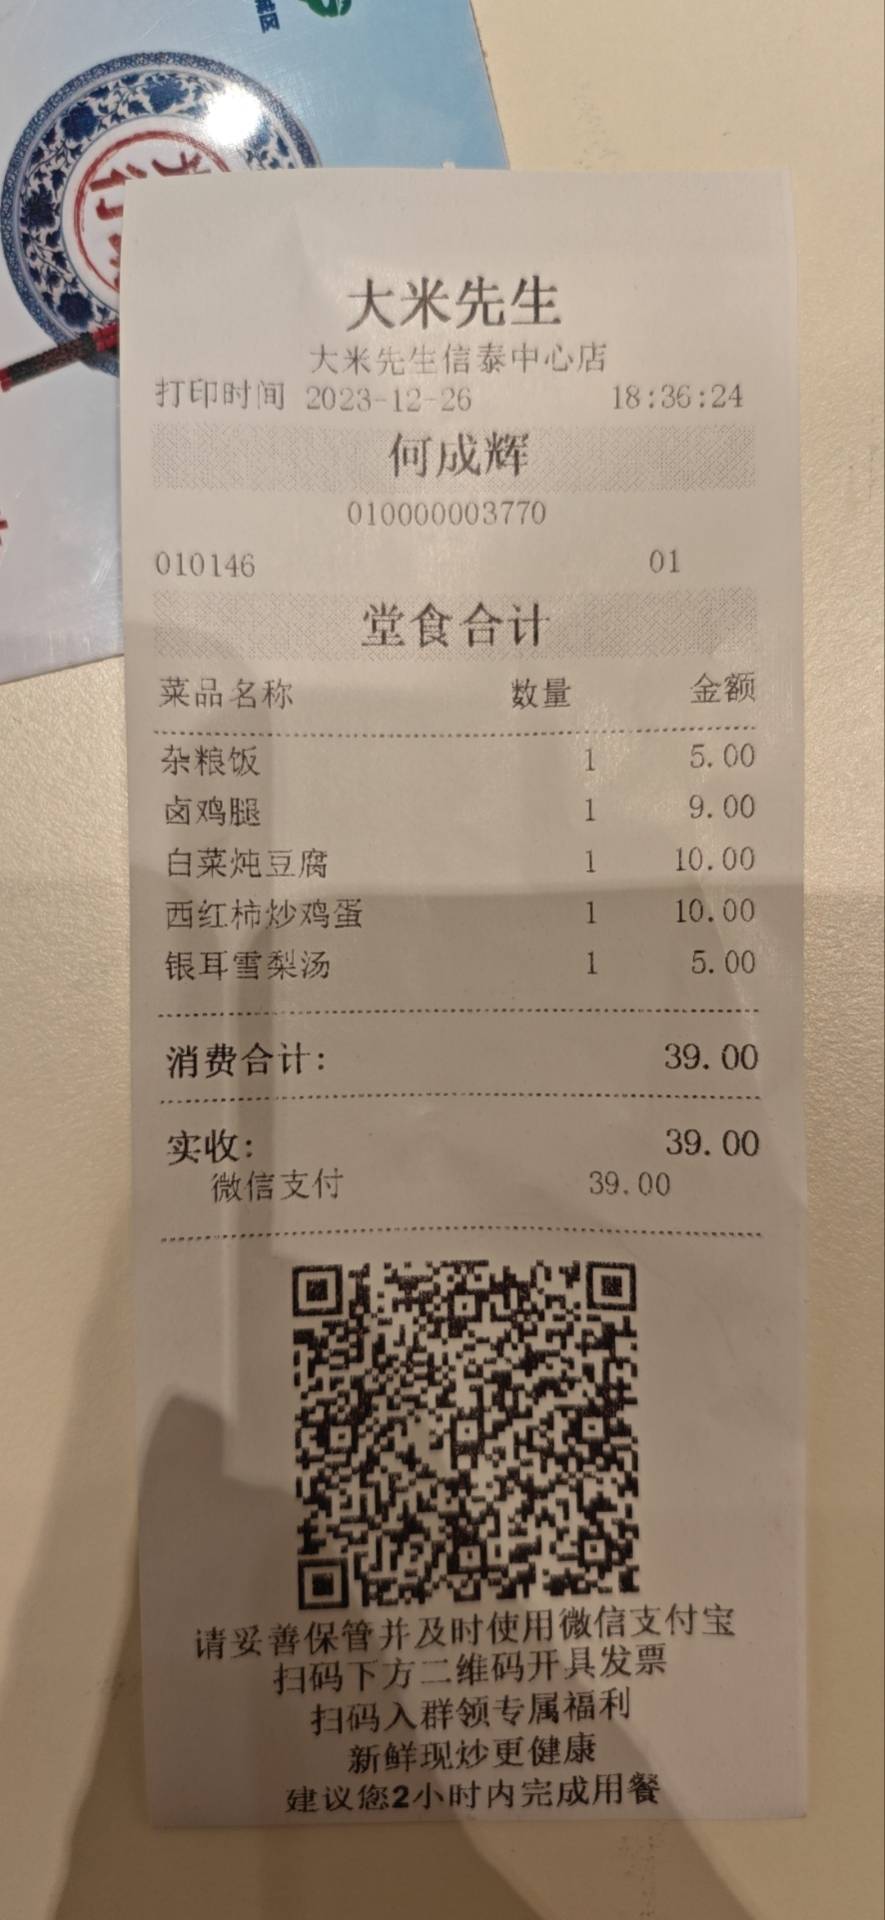 大米先生
大米先生信泰中心店
打印时间 2023-12-26 18:36:24
何成辉
010000003770
010146 01
堂食合计
菜品名称 数量 金额
杂粮饭 1 5.00
卤鸡腿 1 9.00
白菜炖豆腐 1 10.00
西红柿炒鸡蛋 1 10.00
银耳雪梨汤 1 5.00
消费合计: 39.00
实收: 39.00
微信支付 39.00
请妥善保管并及时使用微信支付宝
扫码下方二维码开具发票
扫码入群领专属福利
新鲜现炒更健康
建议您2小时内完成用餐